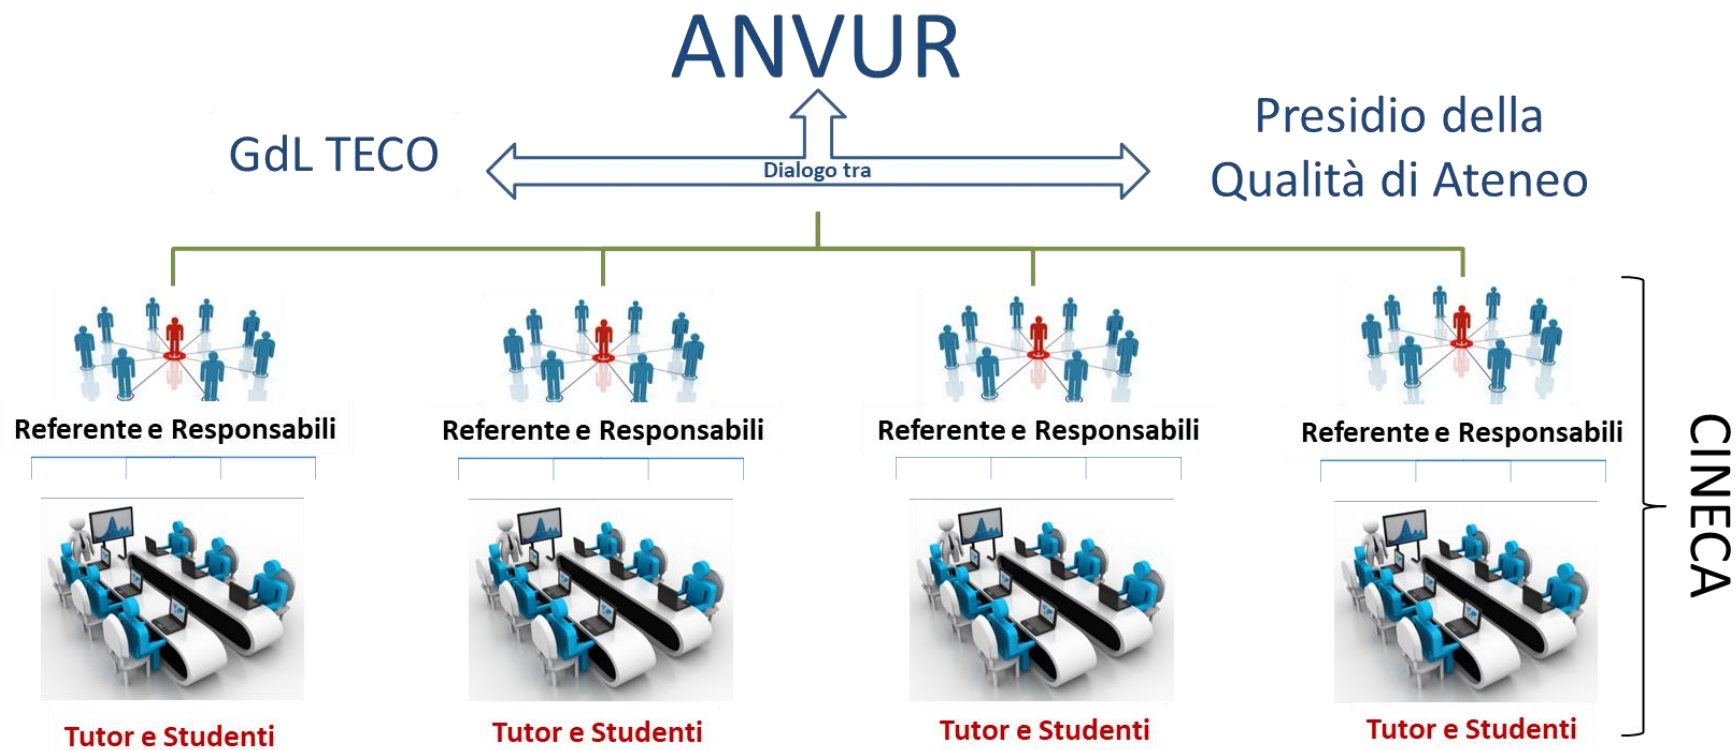 ANVUR
GdL TECO
Dialogo tra
Presidio della
Qualità di Ateneo
Referente e Responsabili
Referente e Responsabili
Referente e Responsabili
Referente e Responsabili
CINECA
Tutor e Studenti
Tutor e Studenti
Tutor e Studenti
Tutor e Studenti